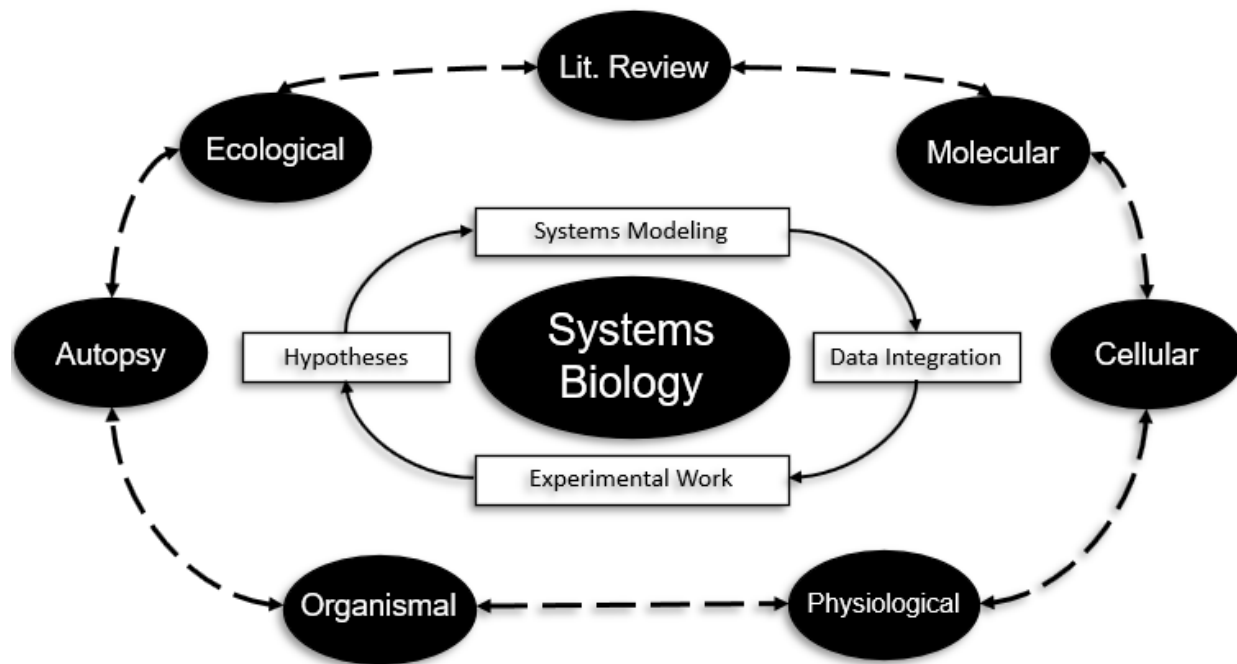 Lit. Review
Ecological
Molecular
Systems Modeling
Systems
Biology
Hypotheses
Data Integration
Autopsy
Cellular
Experimental Work
Organismal
Physiological